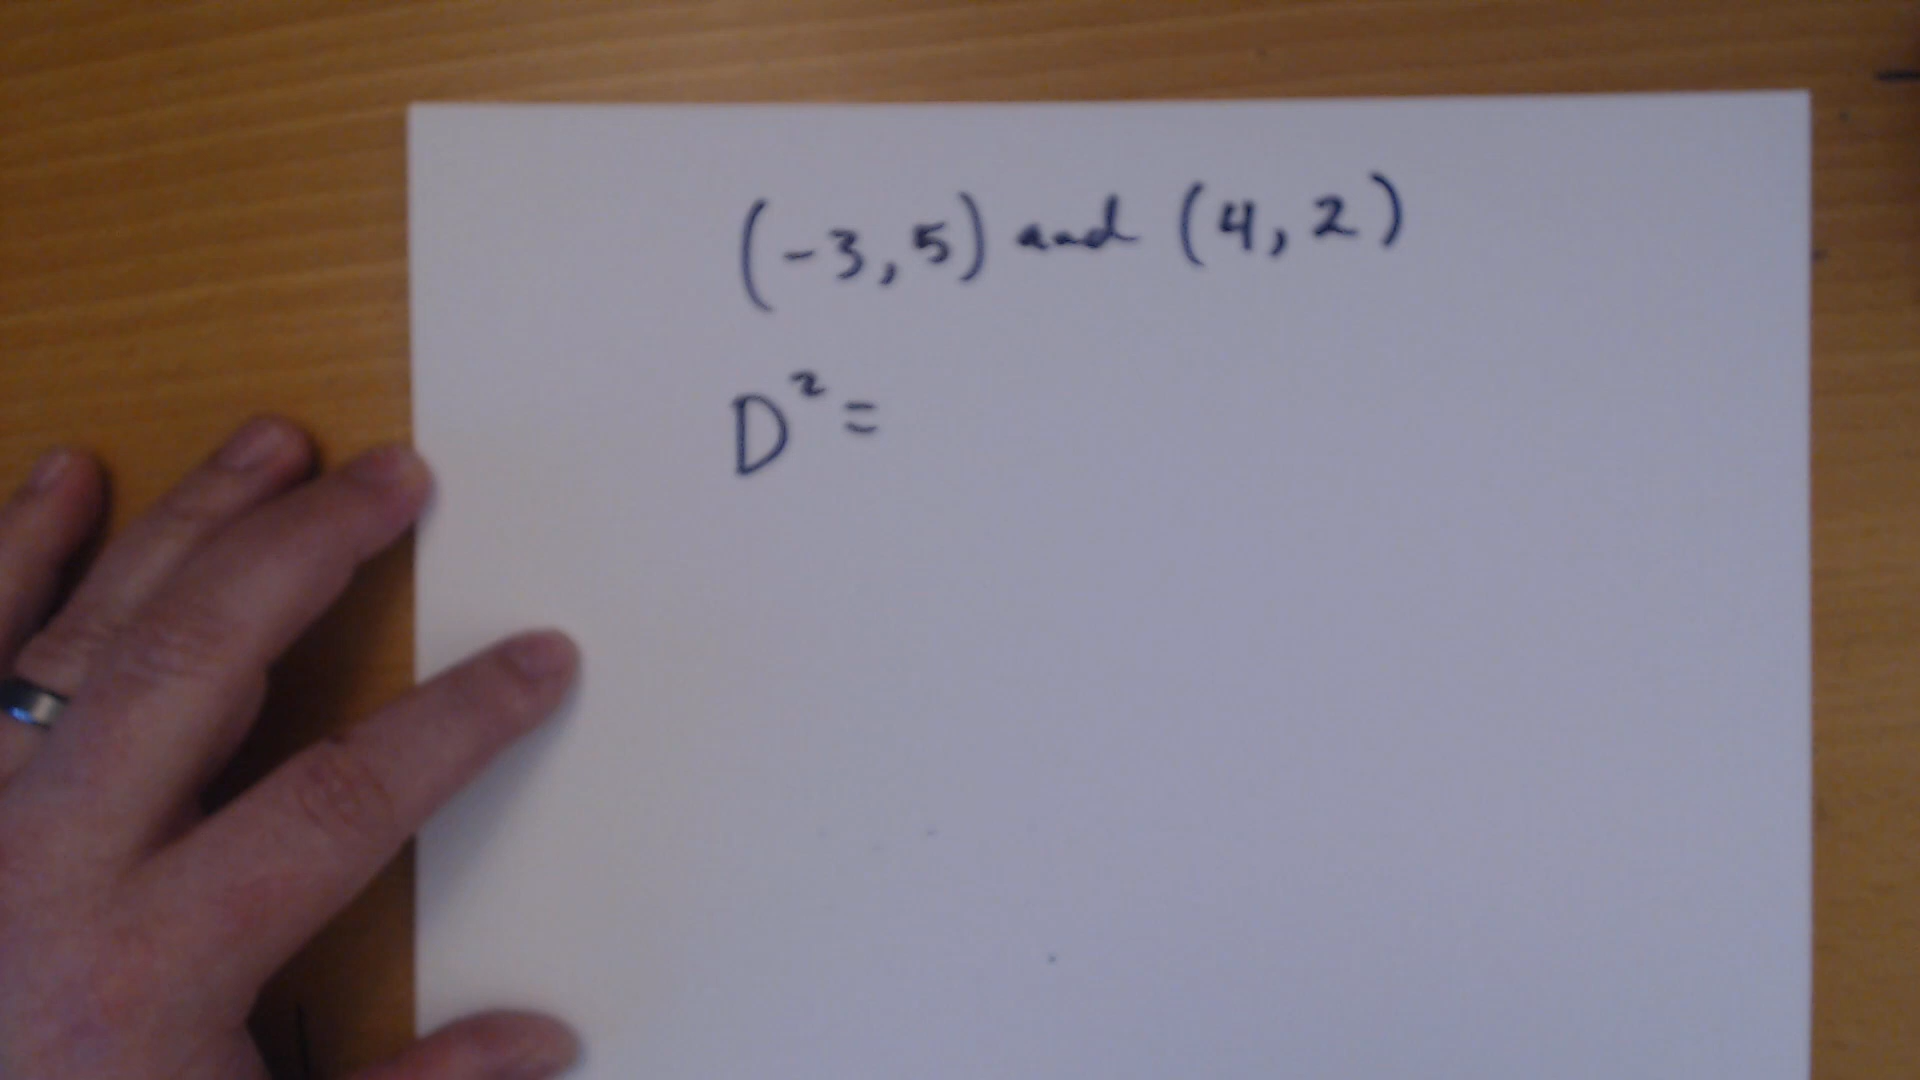 (-3, 5) and (4, 2)
D² =